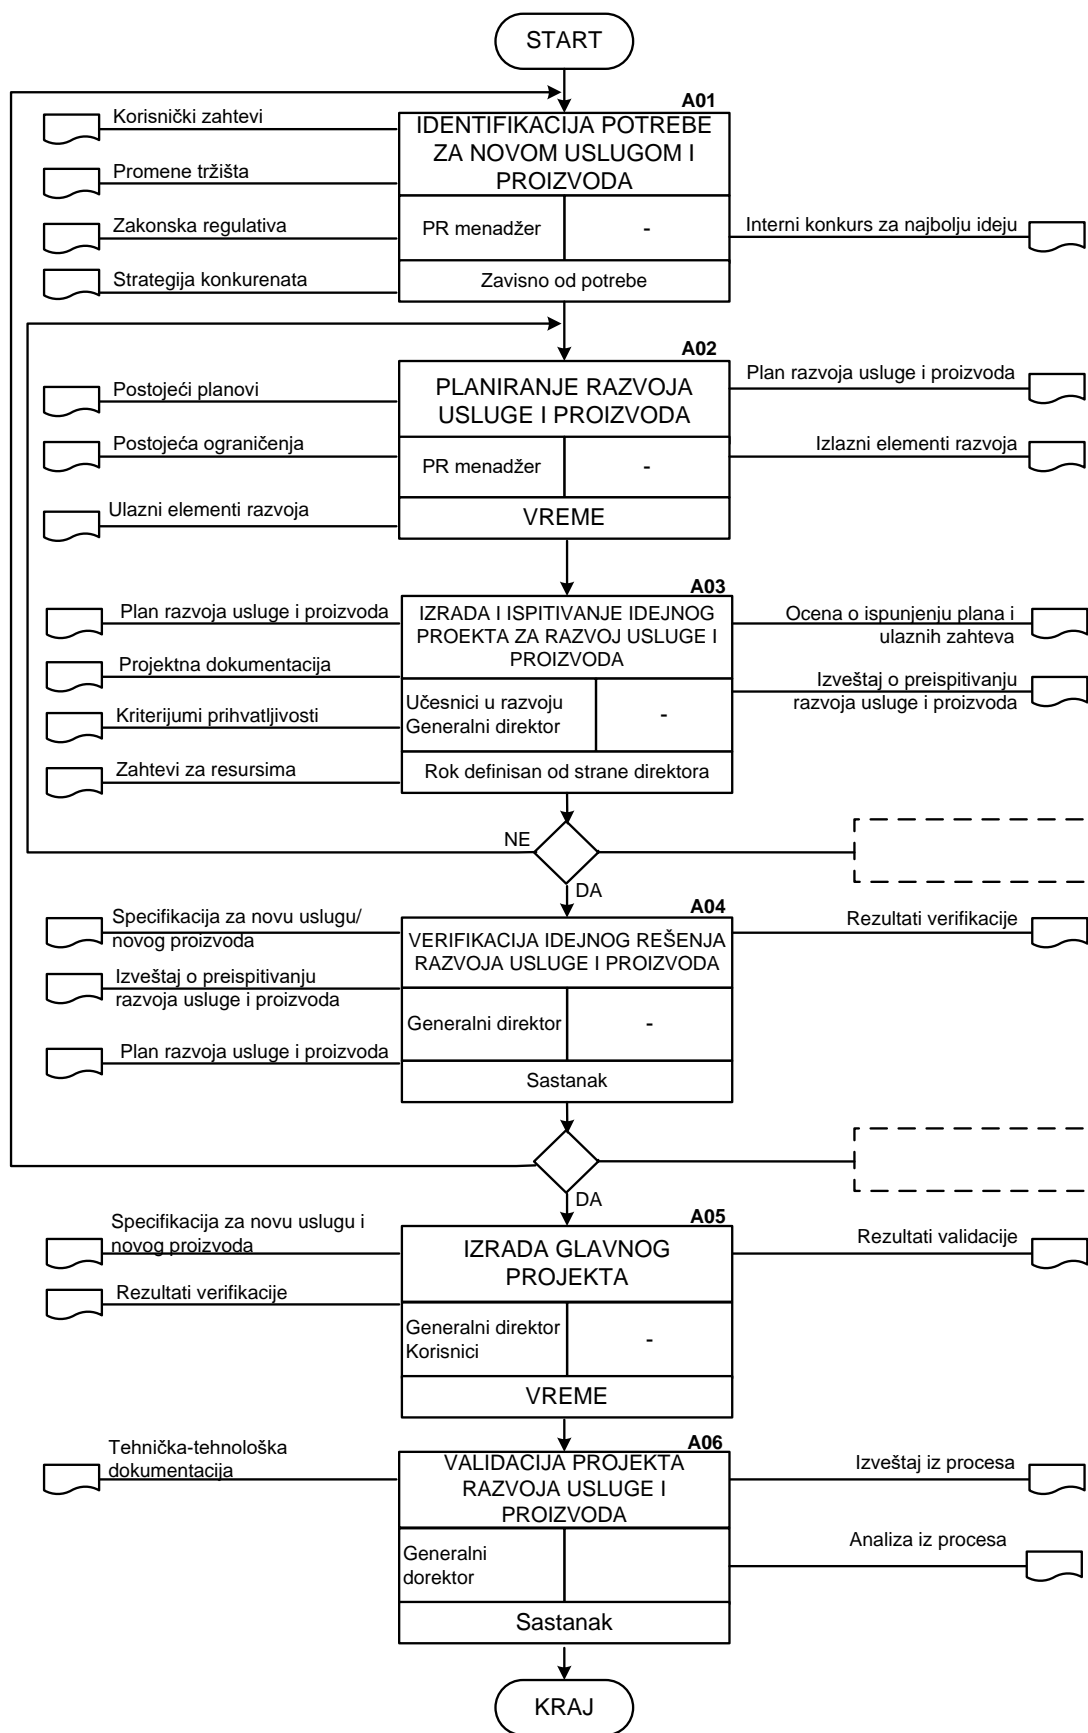 START
A01
Korisnički zahtevi
Promene tržišta
Zakonska regulativa
Strategija konkurenata
IDENTIFIKACIJA POTREBE
ZA NOVOM USLUGOM I
PROIZVODA
PR menadžer
-
Zavisno od potrebe
Interni konkurs za najbolju ideju
A02
Postojeći planovi
Postojeća ograničenja
Ulazni elementi razvoja
PLANIRANJE RAZVOJA
USLUGE I PROIZVODA
PR menadžer
-
VREME
Plan razvoja usluge i proizvoda
Izlazni elementi razvoja
A03
Plan razvoja usluge i proizvoda
Projektna dokumentacija
Kriterijumi prihvatljivosti
Zahtevi za resursima
IZRADA I ISPITIVANJE IDEJNOG
PROEKTA ZA RAZVOJ USLUGE I
PROIZVODA
Učesnici u razvoju
Generalni direktor
-
Rok definisan od strane direktora
Ocena o ispunjenju plana i
ulaznih zahteva
Izveštaj o preispitivanju
razvoja usluge i proizvoda
NE
DA
A04
Specifikacija za novu uslugu/
novog proizvoda
Izveštaj o preispitivanju
razvoja usluge i proizvoda
Plan razvoja usluge i proizvoda
VERIFIKACIJA IDEJNOG REŠENJA
RAZVOJA USLUGE I PROIZVODA
Generalni direktor
-
Sastanak
Rezultati verifikacije
DA
A05
Specifikacija za novu uslugu i
novog proizvoda
Rezultati verifikacije
IZRADA GLAVNOG
PROJEKTA
Generalni direktor
Korisnici
-
VREME
Rezultati validacije
A06
Tehnička-tehnološka
dokumentacija
VALIDACIJA PROJEKTA
RAZVOJA USLUGE I
PROIZVODA
Generalni
dorektor
Sastanak
Izveštaj iz procesa
Analiza iz procesa
KRAJ